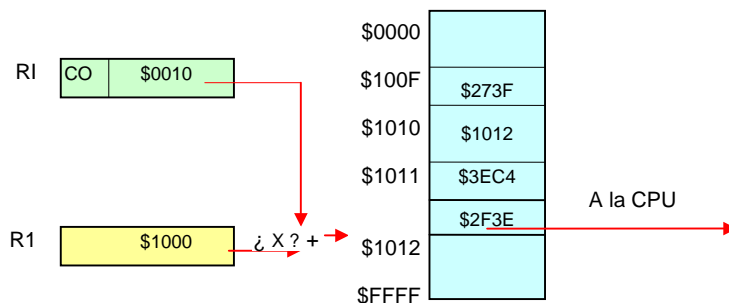 $0000
RI CO $0010
$100F $273F
$1010 $1012
$1011 $3EC4
A la CPU
$2F3E
R1 $1000 ¿ X ? +
$1012
$FFFF